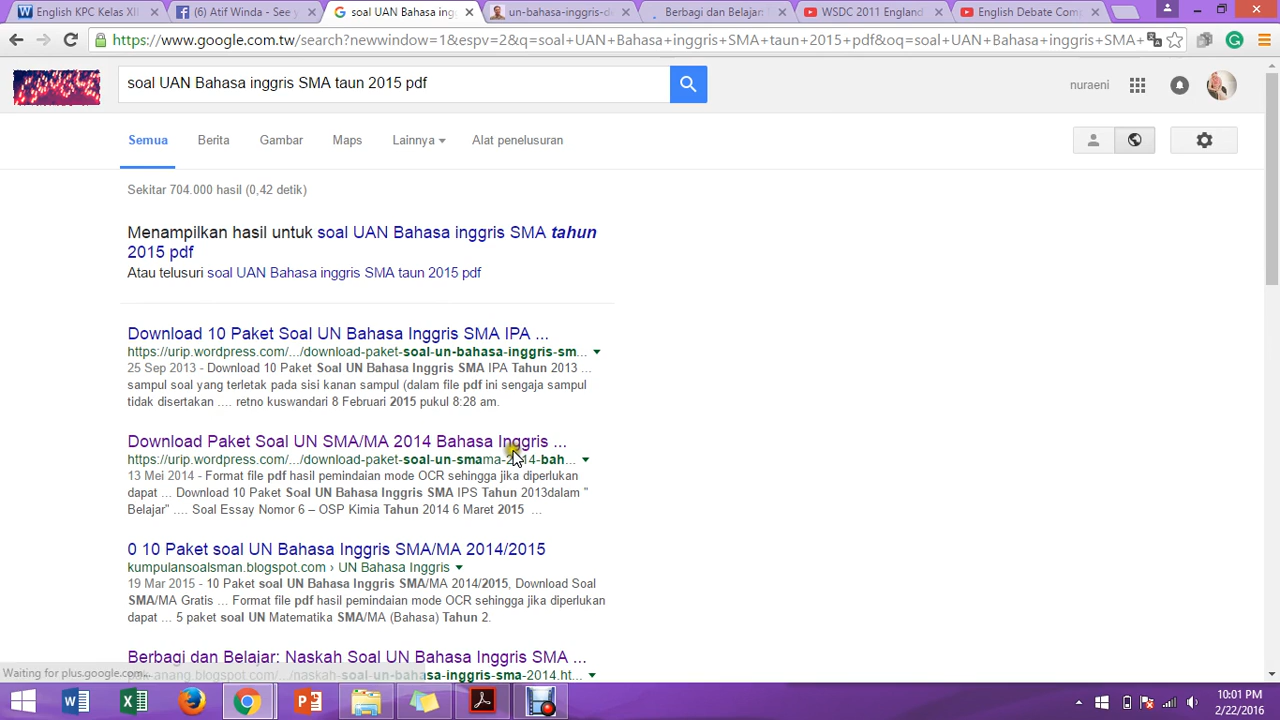 English KPC Kelas XII
(6) Atif Winda - See y
soal UAN Bahasa ing
un-bahasa-inggris-d
Berbagi dan Belajar:
WSDC 2011 England
English Debate Com
https://www.google.com.tw/search?newwindow=1&espv=2&q=soal+UAN+Bahasa+inggris+SMA+taun+2015+pdf&oq=soal+UAN+Bahasa+inggris+SMA+
soal UAN Bahasa inggris SMA taun 2015 pdf
nuraeni
Semua Berita Gambar Maps Lainnya Alat penelusuran
Sekitar 704.000 hasil (0,42 detik)
Menampilkan hasil untuk soal UAN Bahasa inggris SMA tahun
2015 pdf
Atau telusuri soal UAN Bahasa inggris SMA taun 2015 pdf
Download 10 Paket Soal UN Bahasa Inggris SMA IPA ...
https://urip.wordpress.com/.../download-paket-soal-un-bahasa-inggris-sm...
25 Sep 2013 - Download 10 Paket Soal UN Bahasa Inggris SMA IPA Tahun 2013 ...
sampul soal yang terletak pada sisi kanan sampul (dalam file pdf ini sengaja sampul
tidak disertakan .... retno kuswandari 8 Februari 2015 pukul 8:28 am.
Download Paket Soal UN SMA/MA 2014 Bahasa Inggris ...
https://urip.wordpress.com/.../download-paket-soal-un-smama-2014-bah...
13 Mei 2014 - Format file pdf hasil pemindaian mode OCR sehingga jika diperlukan
dapat ... Download 10 Paket Soal UN Bahasa Inggris SMA IPS Tahun 2013dalam "
Belajar" .... Soal Essay Nomor 6 – OSP Kimia Tahun 2014 6 Maret 2015 ...
0 10 Paket soal UN Bahasa Inggris SMA/MA 2014/2015
kumpulansoalsman.blogspot.com › UN Bahasa Inggris
19 Mar 2015 - 10 Paket soal UN Bahasa Inggris SMA/MA 2014/2015, Download Soal
SMA/MA Gratis ... Format file pdf hasil pemindaian mode OCR sehingga jika diperlukan
dapat ... 5 paket soal UN Matematika SMA/MA (Bahasa) Tahun 2.
Berbagi dan Belajar: Naskah Soal UN Bahasa Inggris SMA ...
anang.blogspot.com/.../naskah-soal-un-bahasa-inggris-sma-2014.ht...
Waiting for plus.google.com...
10:01 PM
2/22/2016